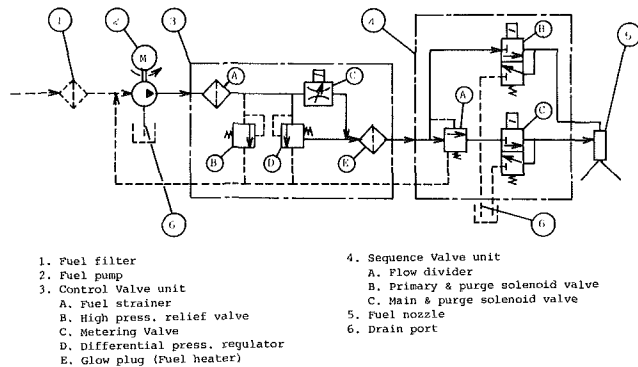 1
2
3
4
5
M
A
B
C
D
E
A
B
C
6
6
1. Fuel filter
2. Fuel pump
3. Control Valve unit
A. Fuel strainer
B. High press. relief valve
C. Metering Valve
D. Differential press. regulator
E. Glow plug (Fuel heater)
4. Sequence Valve unit
A. Flow divider
B. Primary & purge solenoid valve
C. Main & purge solenoid valve
5. Fuel nozzle
6. Drain port